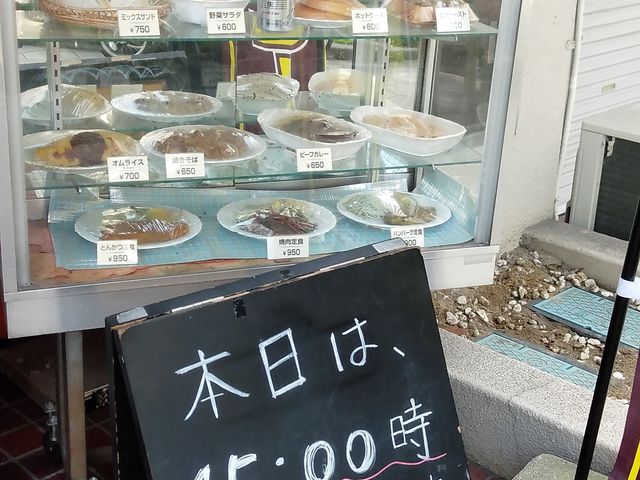 ミックスサンド
¥750
野菜サラダ
¥600
ホットケーキ
オムライス
¥700
焼きそば
¥650
ビーフカレー
¥650
とんかつ
¥950
焼肉定食
¥950
ハンバーグ定食
本日は、
15:00時